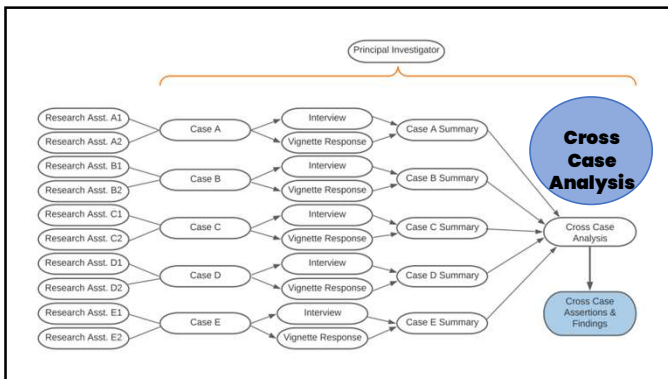 Principal Investigator
Research Asst. A1
Research Asst. A2
Case A
Interview
Vignette Response
Case A Summary
Research Asst. B1
Research Asst. B2
Case B
Interview
Vignette Response
Case B Summary
Research Asst. C1
Research Asst. C2
Case C
Interview
Vignette Response
Case C Summary
Research Asst. D1
Research Asst. D2
Case D
Interview
Vignette Response
Case D Summary
Research Asst. E1
Research Asst. E2
Case E
Interview
Vignette Response
Case E Summary
Cross
Case
Analysis
Cross Case
Analysis
Cross Case
Assertions &
Findings